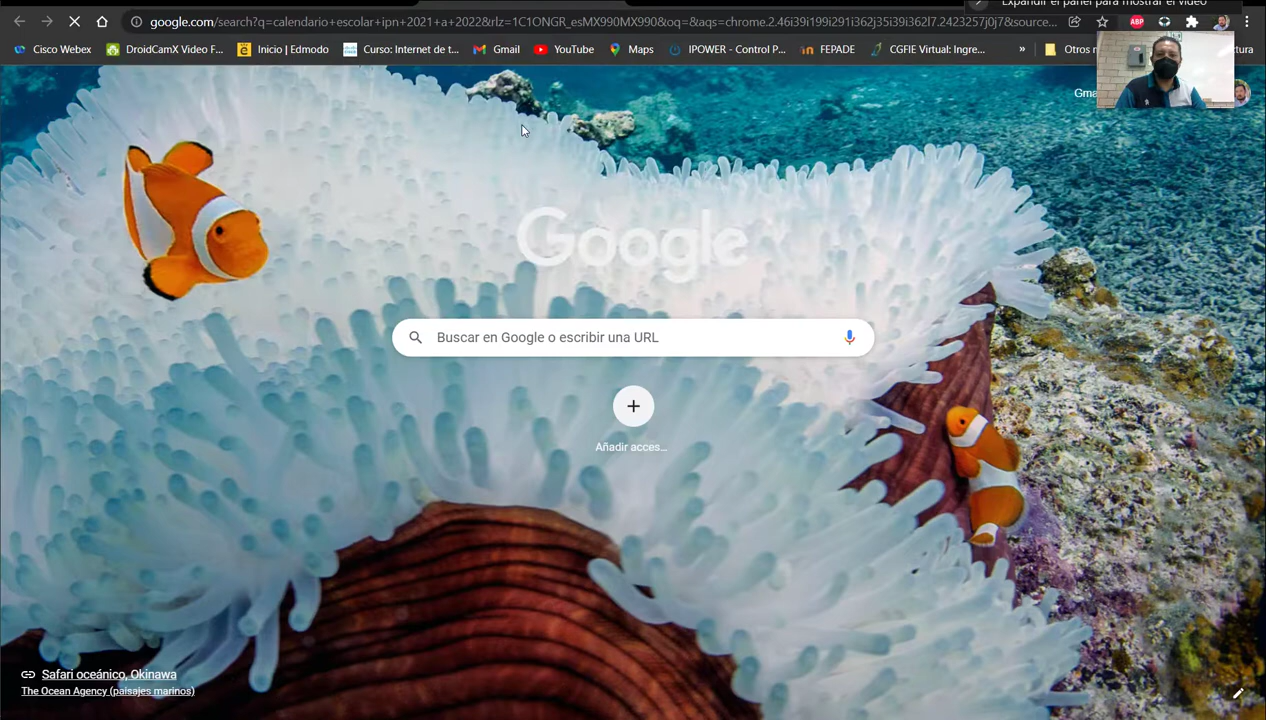 Expandir el panel para mostrar el video
google.com/search?q=calendario+escolar+ipn+2021+a+2022&rlz=1C1ONGR_esMX990MX990&oq=&aqs=chrome.2.46i39i199i291i362j35i39i362l7.2423257j0j7&source...
ABP
Cisco Webex
DroidCamX Video F...
Inicio | Edmodo
Curso: Internet de t...
Gmail
YouTube
Maps
IPOWER - Control P...
FEPADE
CGFIE Virtual: Ingre...
»
Otros
Gma
Google
Buscar en Google o escribir una URL
Añadir acces...
Safari oceánico, Okinawa
The Ocean Agency (paisajes marinos)